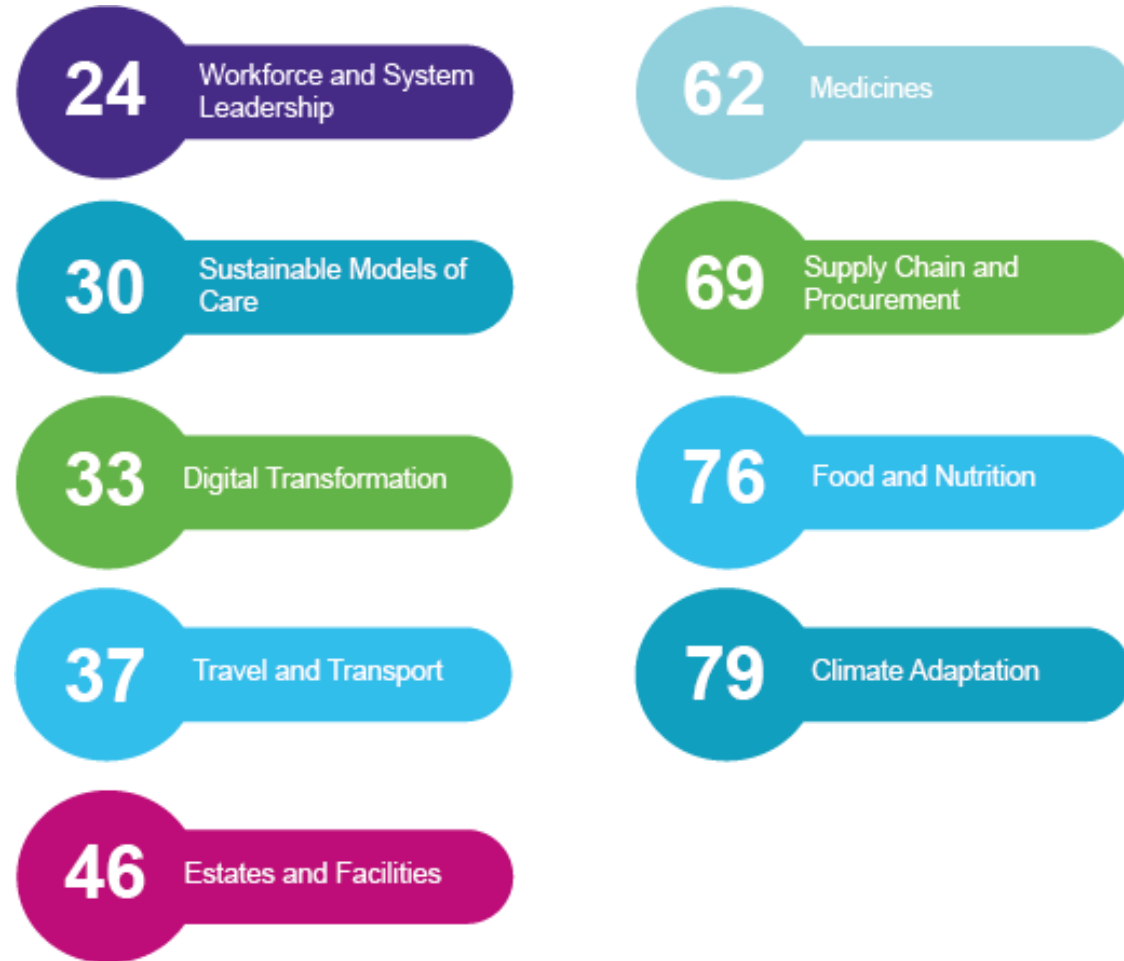 24
Workforce and System
Leadership
30
Sustainable Models of
Care
33
Digital Transformation
37
Travel and Transport
46
Estates and Facilities
62
Medicines
69
Supply Chain and
Procurement
76
Food and Nutrition
79
Climate Adaptation